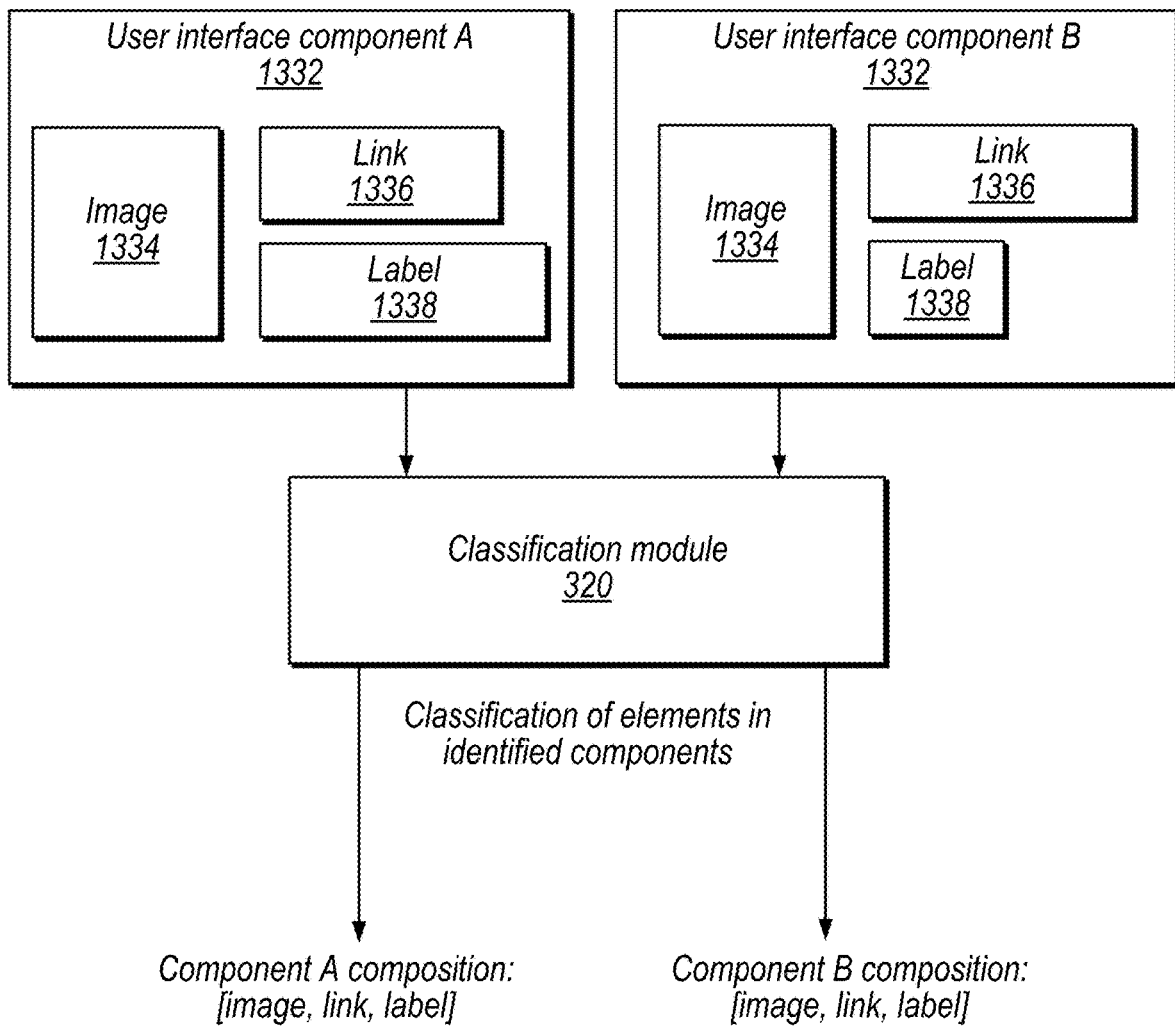 User interface component A
1332
Image
1334
Link
1336
Label
1338
User interface component B
1332
Image
1334
Link
1336
Label
1338
Classification module
320
Classification of elements in
identified components
Component A composition:
[image, link, label]
Component B composition:
[image, link, label]